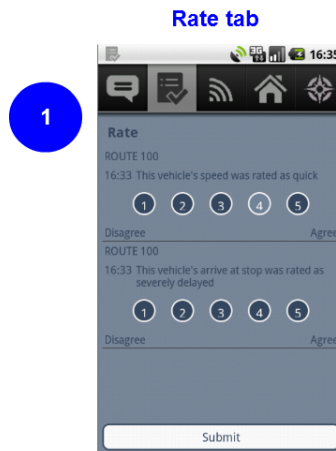 Rate tab
3G 16:35
1
Rate
ROUTE 100
16:33 This vehicle's speed was rated as quick
1 2 3 4 5
Disagree Agree
ROUTE 100
16:33 This vehicle's arrive at stop was rated as
severely delayed
1 2 3 4 5
Disagree Agree
Submit